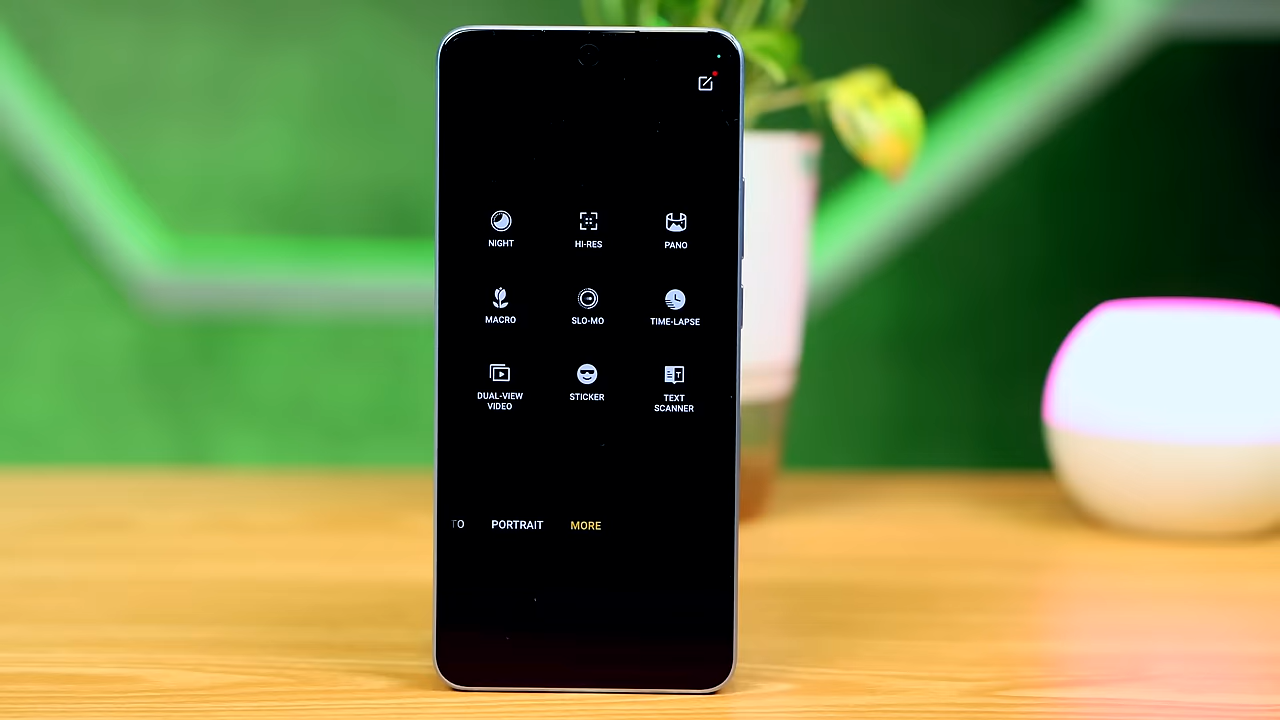 NIGHT HI-RES PANO
MACRO SLO-MO TIME-LAPSE
DUAL-VIEW VIDEO STICKER TEXT SCANNER
TO PORTRAIT MORE